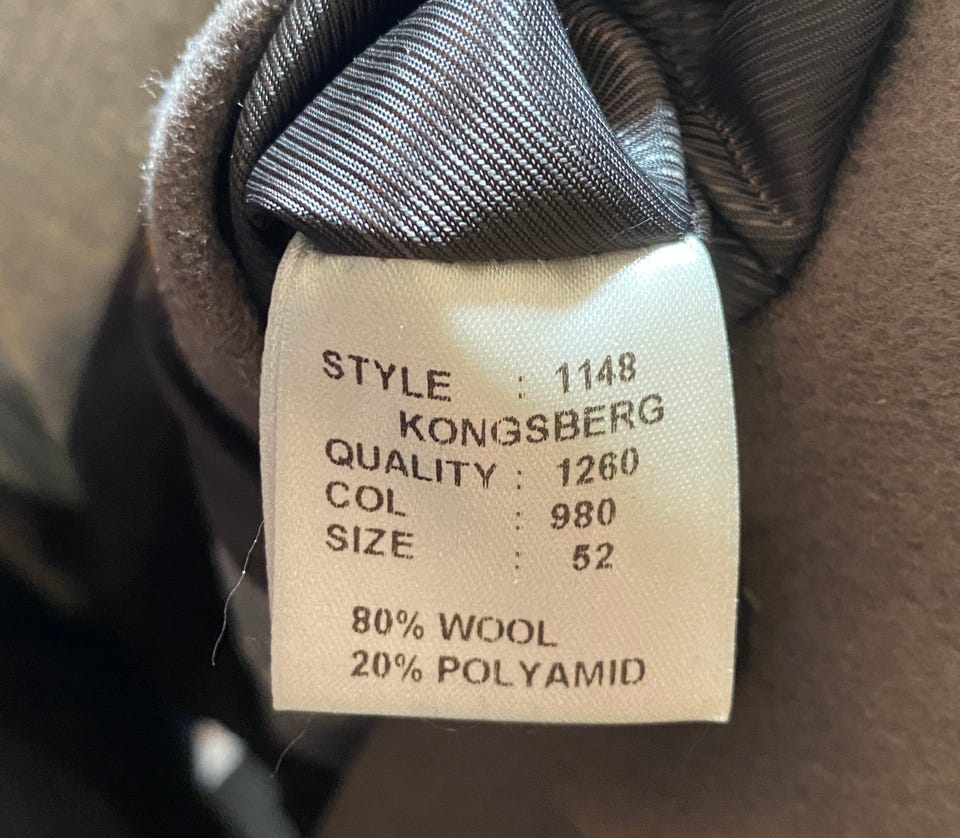 STYLE : 1148
KONGSBERG
QUALITY : 1260
COL : 980
SIZE : 52
80% WOOL
20% POLYAMID